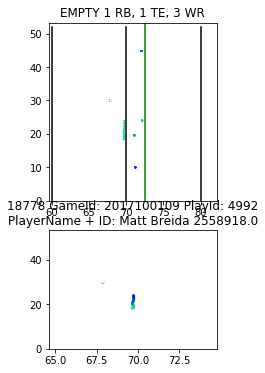 EMPTY 1 RB, 1 TE, 3 WR
50
40
30
20
10
0
60 65 70 75 80
18778 GameId: 2017100109 PlayId: 4992
PlayerName + ID: Matt Breida 2558918.0
40
20
0
65.0 67.5 70.0 72.5